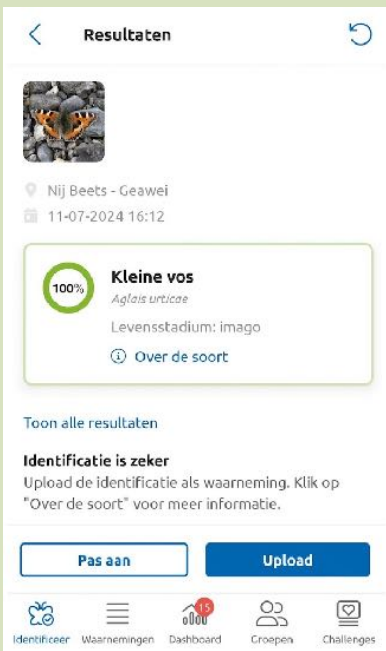 Resultaten
Nij Beets - Geawei
11-07-2024 16:12
100%
Kleine vos
Aglais urticae
Levensstadium: imago
Over de soort
Toon alle resultaten
Identificatie is zeker
Upload de identificatie als waarneming. Klik op
"Over de soort" voor meer informatie.
Pas aan Upload
15
Identificeer Waarnemingen Dashboard Groepen Challenges